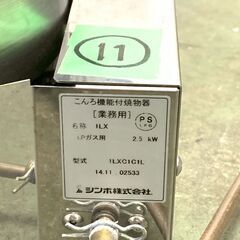 11
こんろ機能付焼物器
[業務用]
PS
LPG
名称 1LX
LPガス用 2.5 kW
型式 1LXC1C1L
14.11.02533
シンポ株式会社